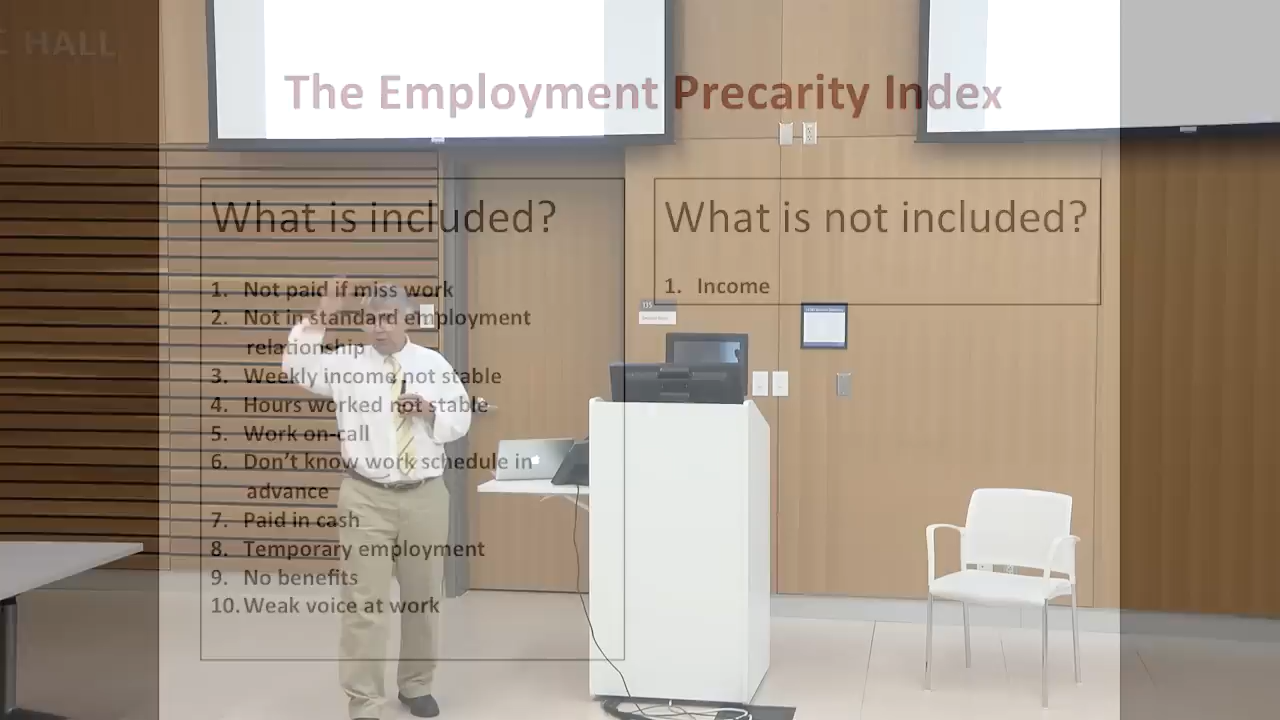 C HALL
The Employment Precarity Index
What is included?
1. Not paid if miss work
2. Not in standard employment
relationship
3. Weekly income not stable
4. Hours worked not stable
5. Work on-call
6. Don't know work schedule in
advance
7. Paid in cash
8. Temporary employment
9. No benefits
10. Weak voice at work
What is not included?
1. Income
135